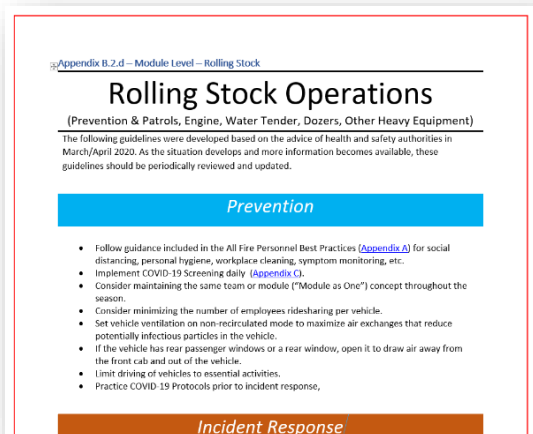 Appendix B.2.d – Module Level – Rolling Stock
Rolling Stock Operations
(Prevention & Patrols, Engine, Water Tender, Dozers, Other Heavy Equipment)
The following guidelines were developed based on the advice of health and safety authorities in
March/April 2020. As the situation develops and more information becomes available, these
guidelines should be periodically reviewed and updated.
Prevention
• Follow guidance included in the All Fire Personnel Best Practices (Appendix A) for social
distancing, personal hygiene, workplace cleaning, symptom monitoring, etc.
• Implement COVID-19 Screening daily (Appendix C).
• Consider maintaining the same team or module ("Module as One") concept throughout the
season.
• Consider minimizing the number of employees ridesharing per vehicle.
• Set vehicle ventilation on non-recirculated mode to maximize air exchanges that reduce
potentially infectious particles in the vehicle.
• If the vehicle has rear passenger windows or a rear window, open it to draw air away from
the front cab and out of the vehicle.
• Limit driving of vehicles to essential activities.
• Practice COVID-19 Protocols prior to incident response,
Incident Response